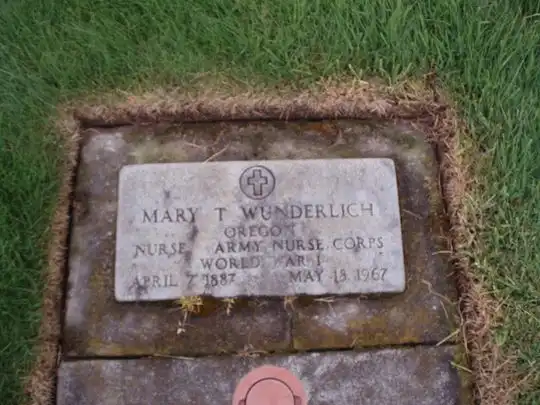 MARY T WUNDERLICH
OREGON
NURSE ARMY NURSE CORPS
WORLD WAR I
APRIL 7 1887 MAY 18 1967